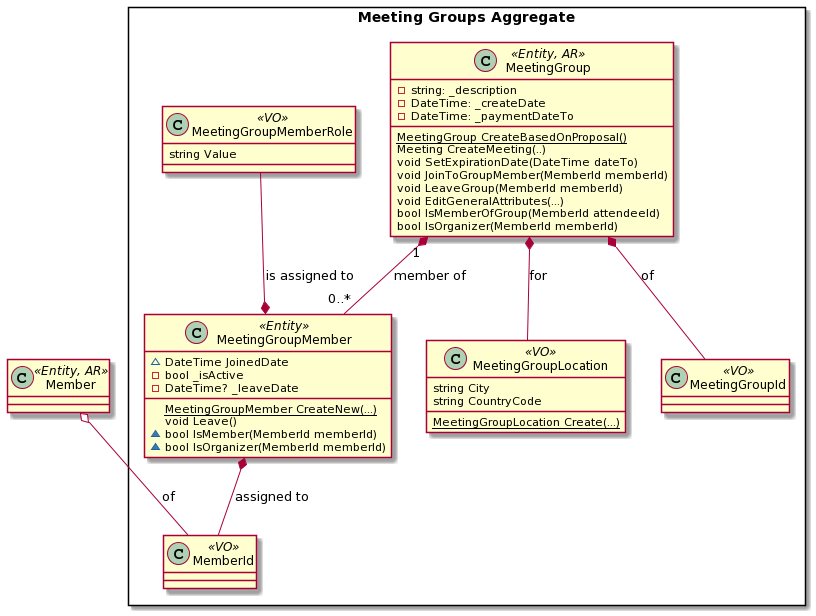 Meeting Groups Aggregate
C
«Entity, AR»
MeetingGroup
string: _description
DateTime: _createDate
DateTime: _paymentDateTo
MeetingGroup CreateBasedOnProposal()
Meeting CreateMeeting(..)
void SetExpirationDate(DateTime dateTo)
void JoinToGroupMember(MemberId memberId)
void LeaveGroup(MemberId memberId)
void EditGeneralAttributes(...)
bool IsMemberOfGroup(MemberId attendeeId)
bool IsOrganizer(MemberId memberId)
C
«VO»
MeetingGroupMemberRole
string Value
1
is assigned to
member of
for
of
0..*
C
«Entity»
MeetingGroupMember
DateTime JoinedDate
bool _isActive
DateTime? _leaveDate
MeetingGroupMember CreateNew(...)
void Leave()
bool IsMember(MemberId memberId)
bool IsOrganizer(MemberId memberId)
C
«VO»
MeetingGroupLocation
string City
string CountryCode
MeetingGroupLocation Create(...)
C
«VO»
MeetingGroupId
C
«Entity, AR»
Member
of
assigned to
C
«VO»
MemberId